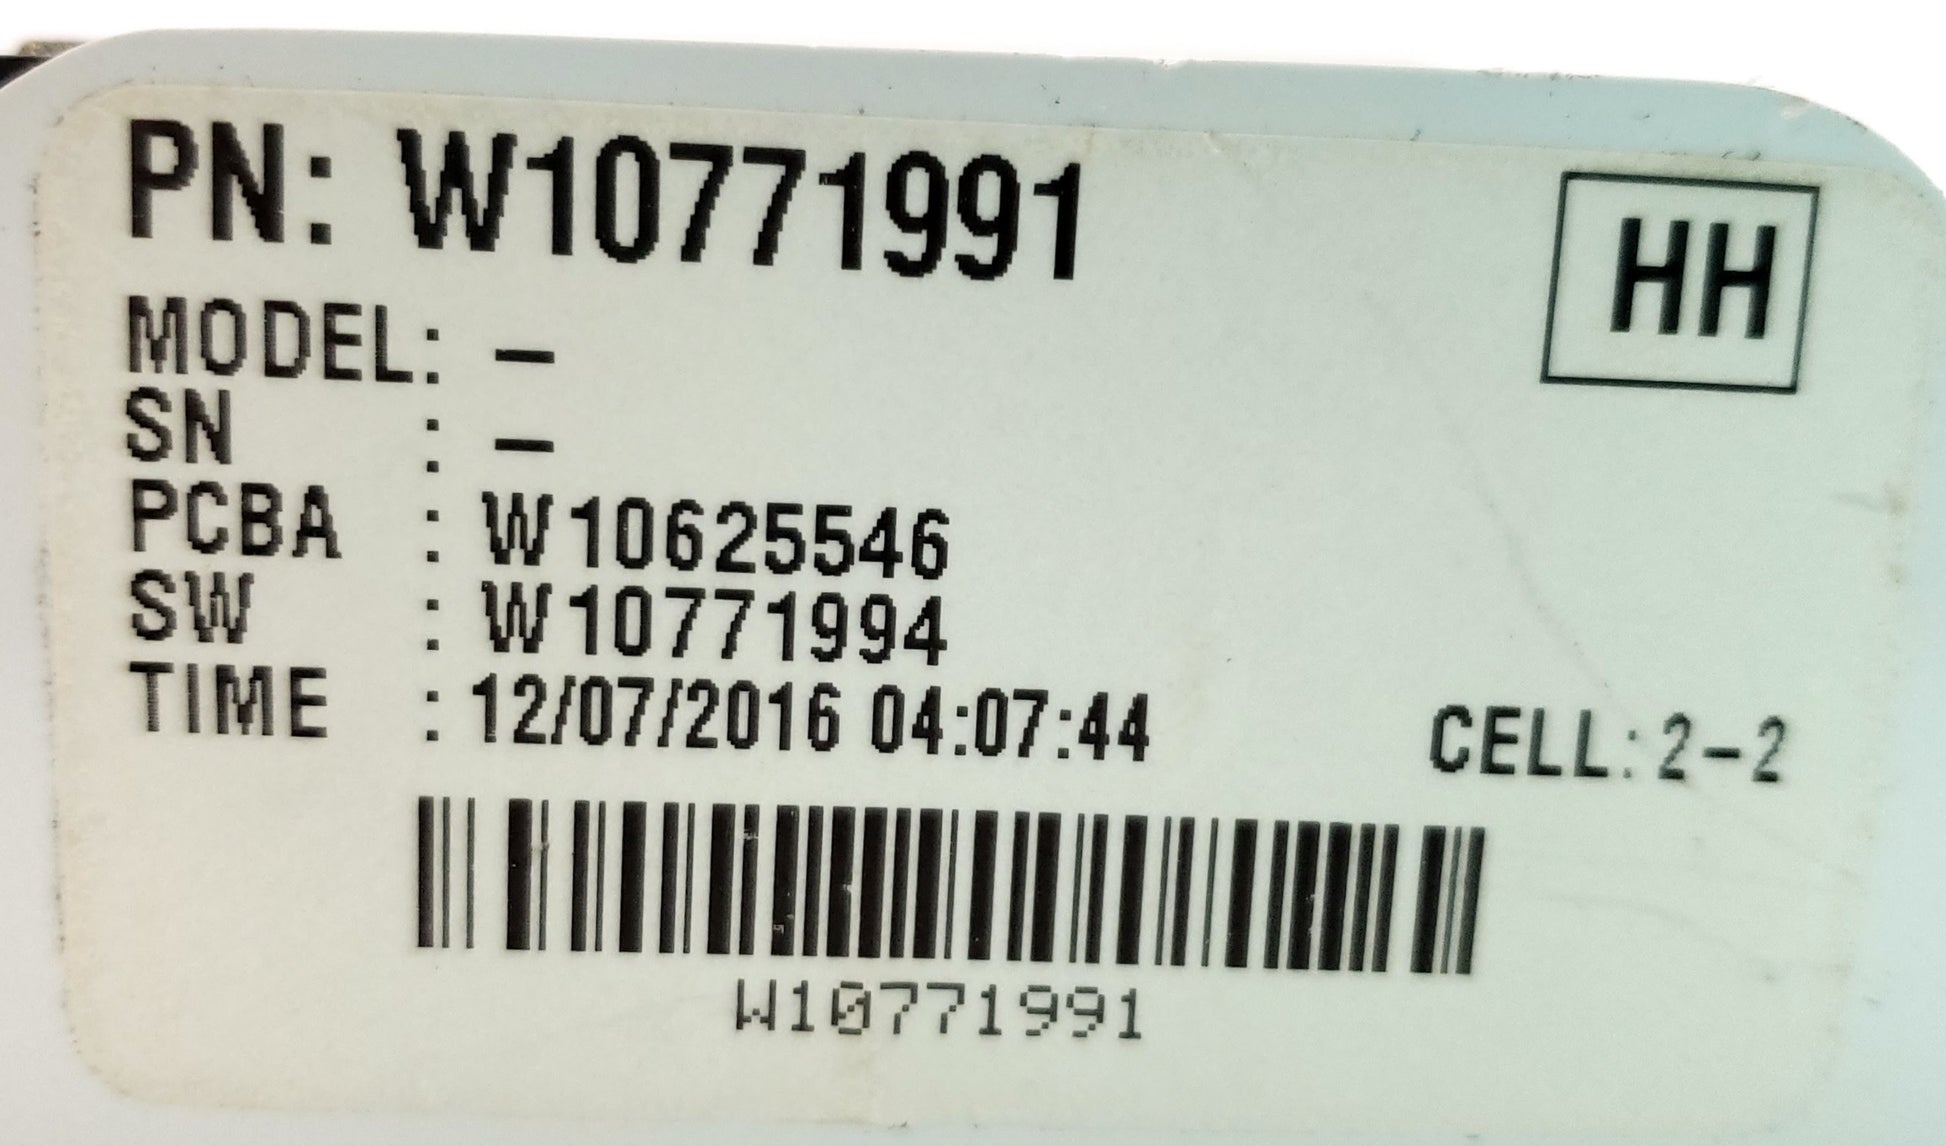 PN: W10771991
HH
MODEL: -
SN : -
PCBA : W10625546
SW : W10771994
TIME : 12/07/2016 04:07:44 CELL:2-2
W10771991